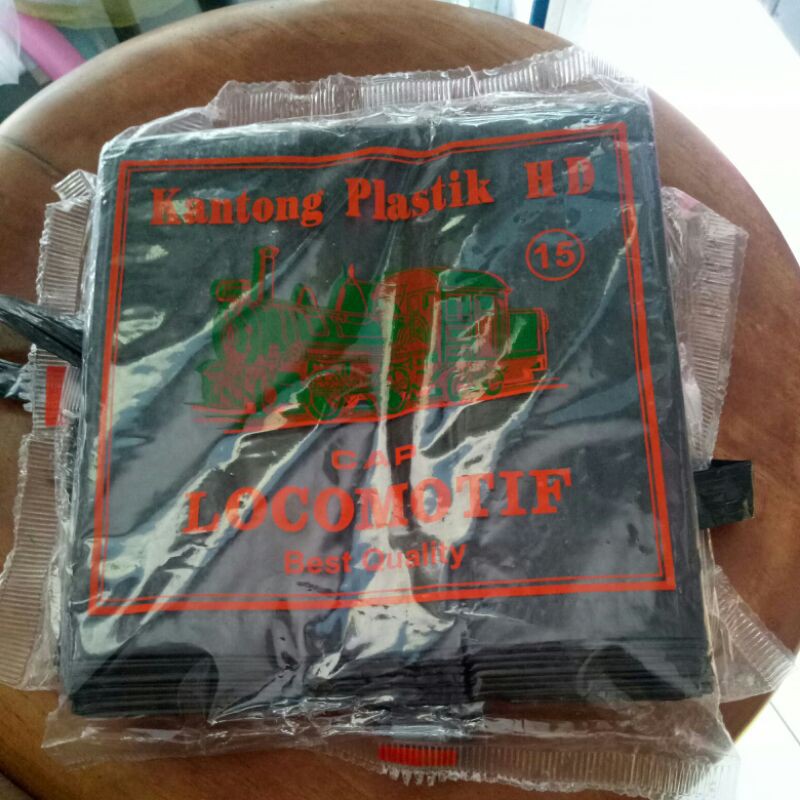 Kantong Plastik HD
15
CAP
LOCOMOTIF
Best Quality